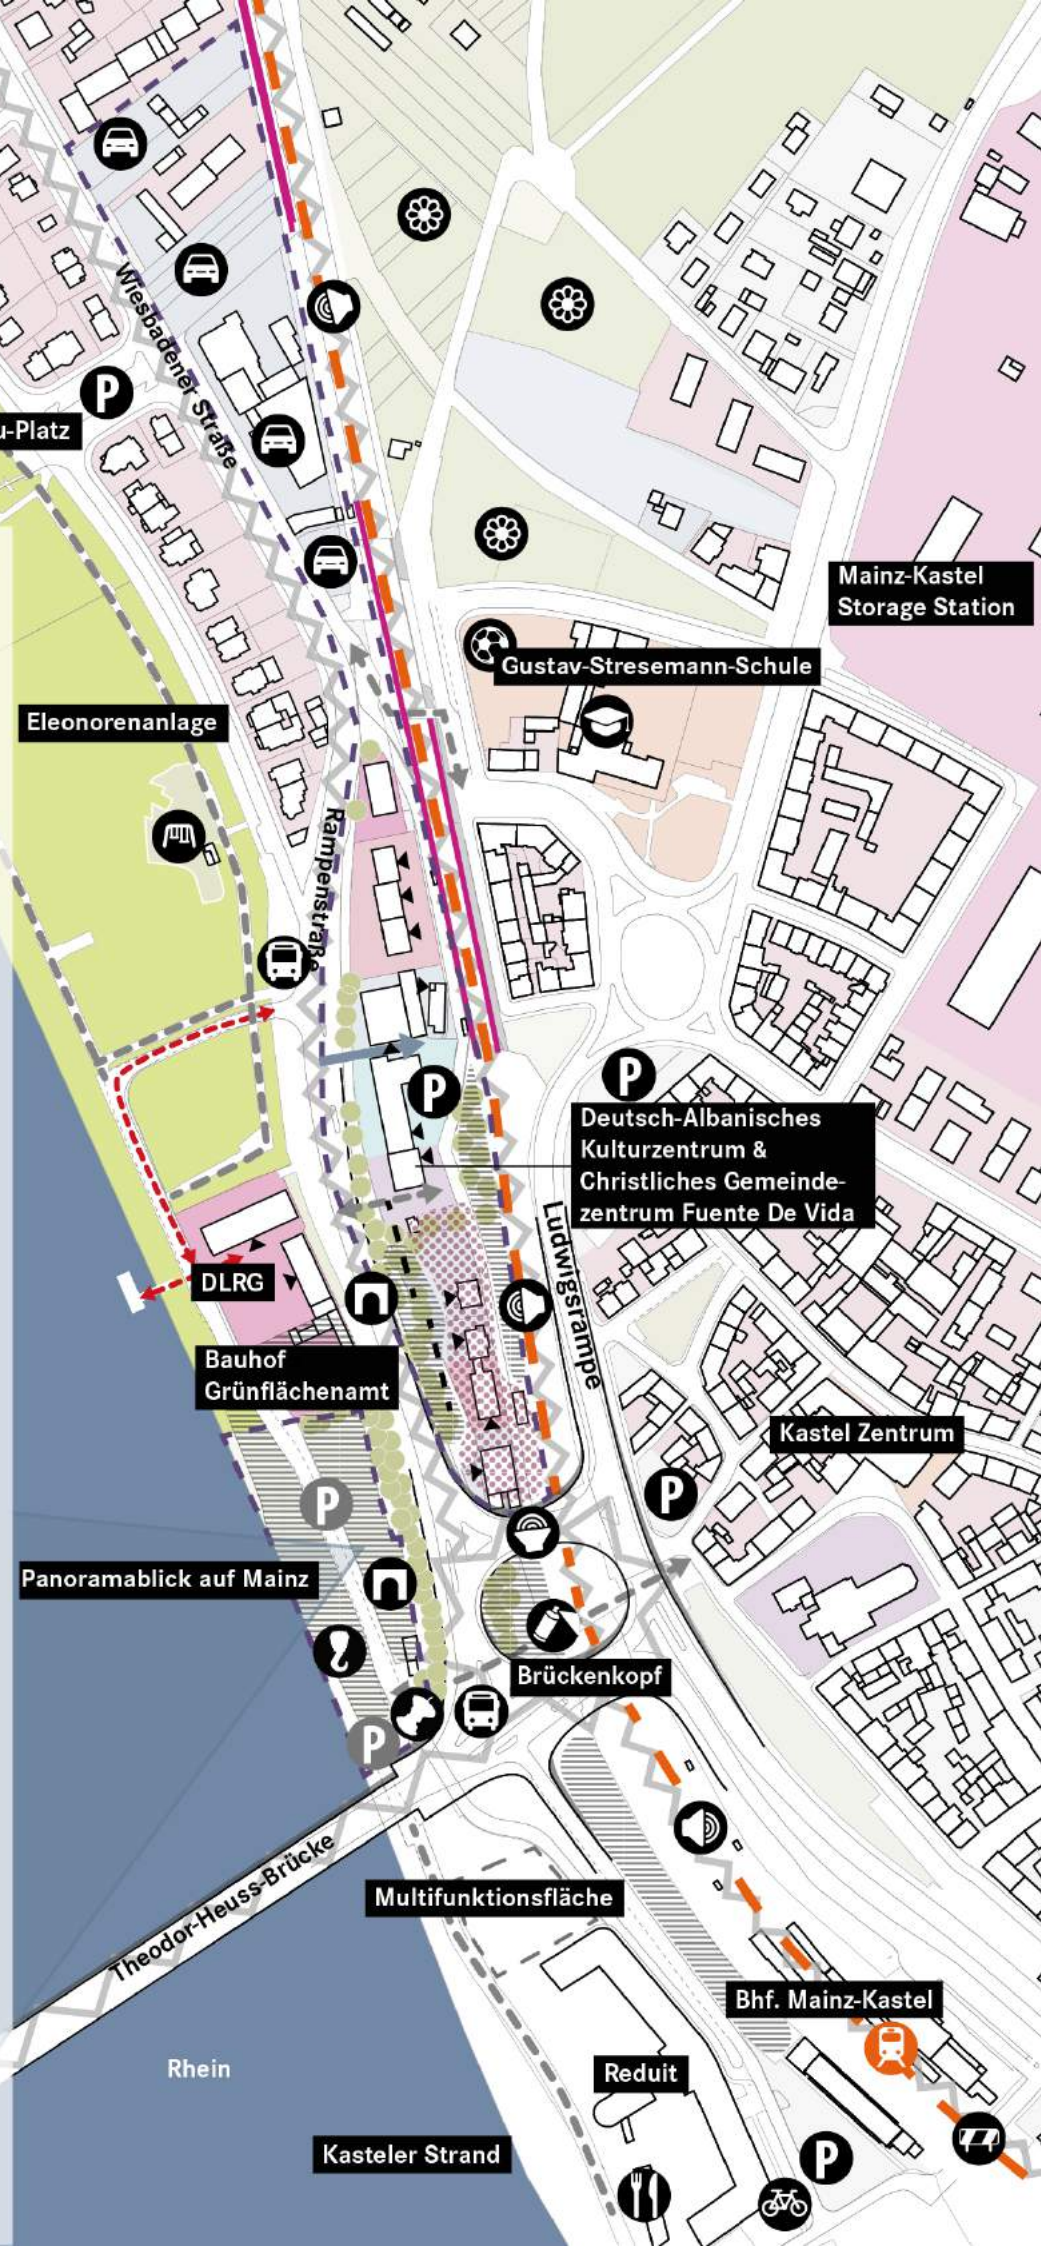 Wiesbadener Straße
P
u-Platz
Mainz-Kastel
Storage Station
Gustav-Stresemann-Schule
Eleonorenanlage
Rampenstraße
P
P
Deutsch-Albanisches
Kulturzentrum &
Christliches Gemeinde-
zentrum Fuente De Vida
Ludwigsrampe
DLRG
Bauhof
Grünflächenamt
Kastel Zentrum
P
P
Panoramablick auf Mainz
Brückenkopf
P
Theodor-Heuss-Brücke
Multifunktionsfläche
Bhf. Mainz-Kastel
Rhein
Reduit
Kasteler Strand
P